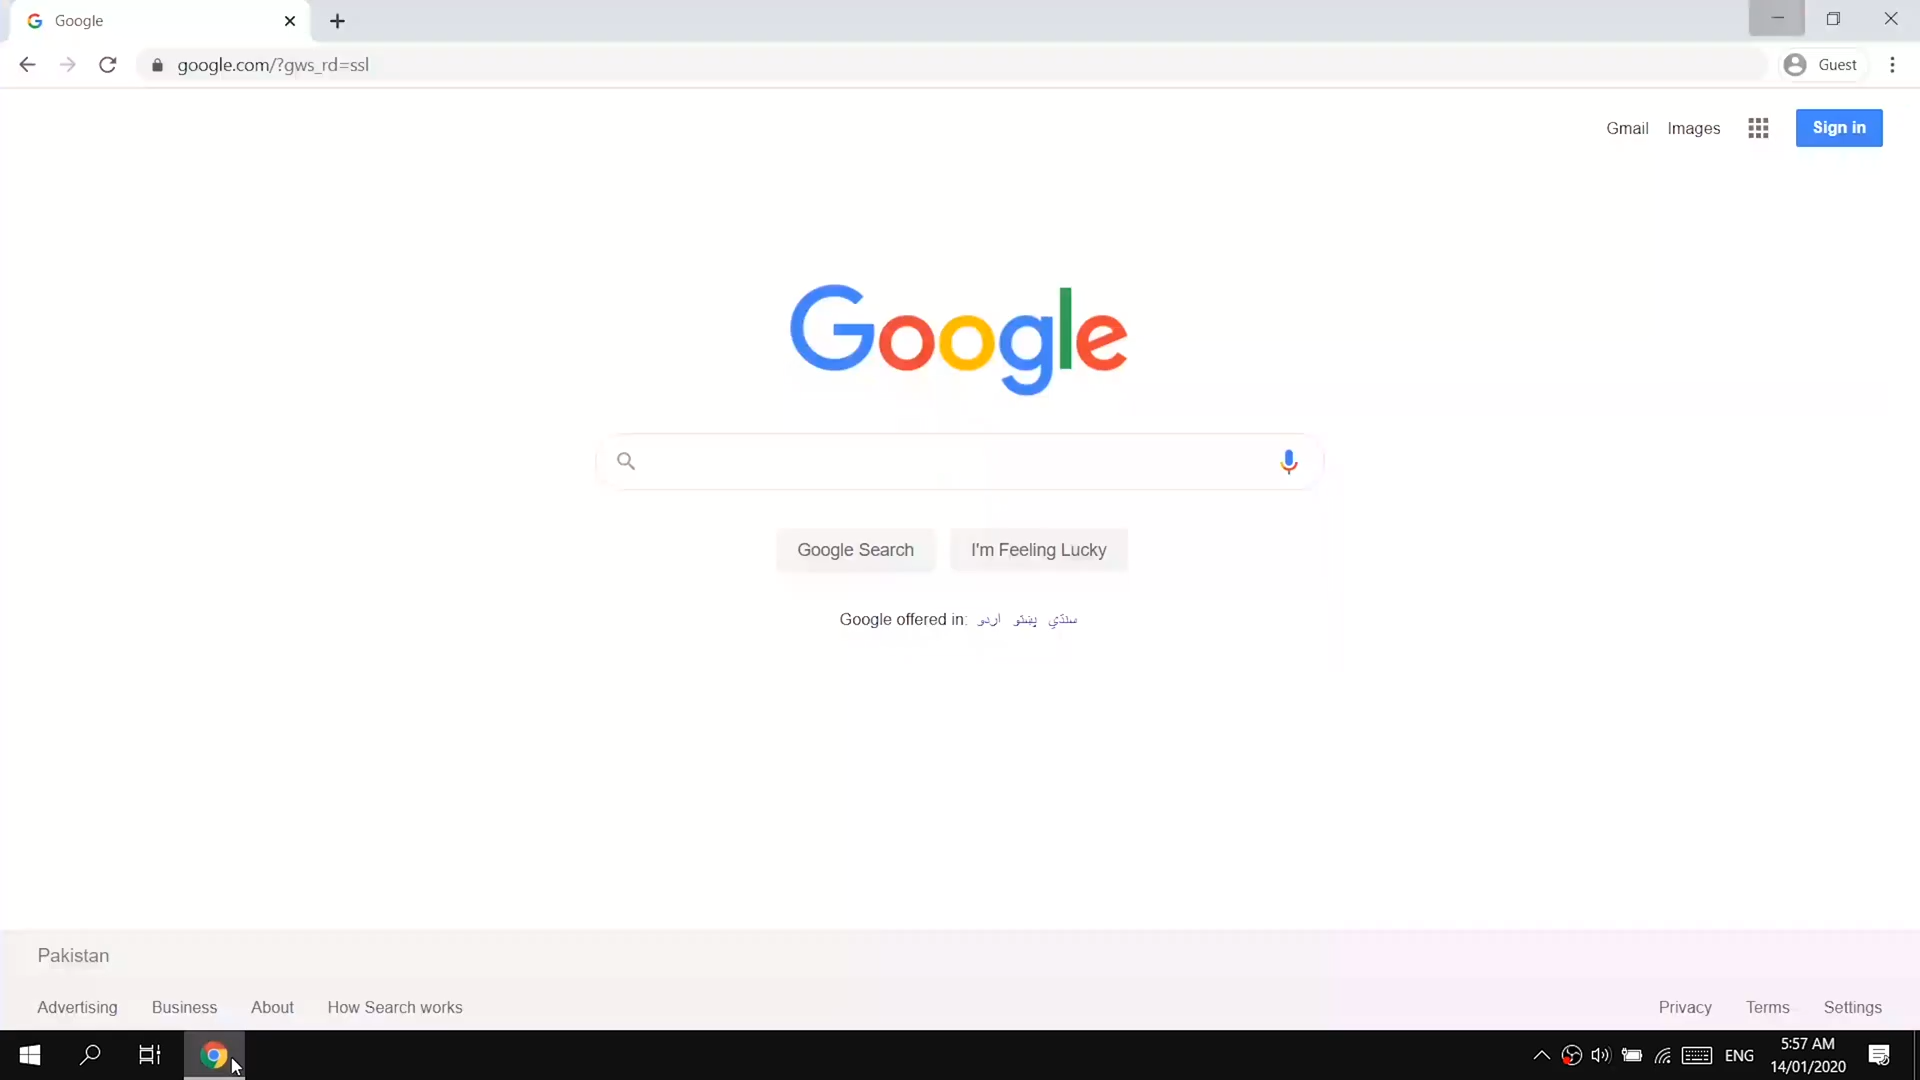 Google
google.com/?gws_rd=ssl
Guest
Gmail Images Sign in
Google
Google Search I'm Feeling Lucky
Google offered in: اردو پښتو سنڌي
Pakistan
Advertising Business About How Search works Privacy Terms Settings
ENG
5:57 AM
14/01/2020